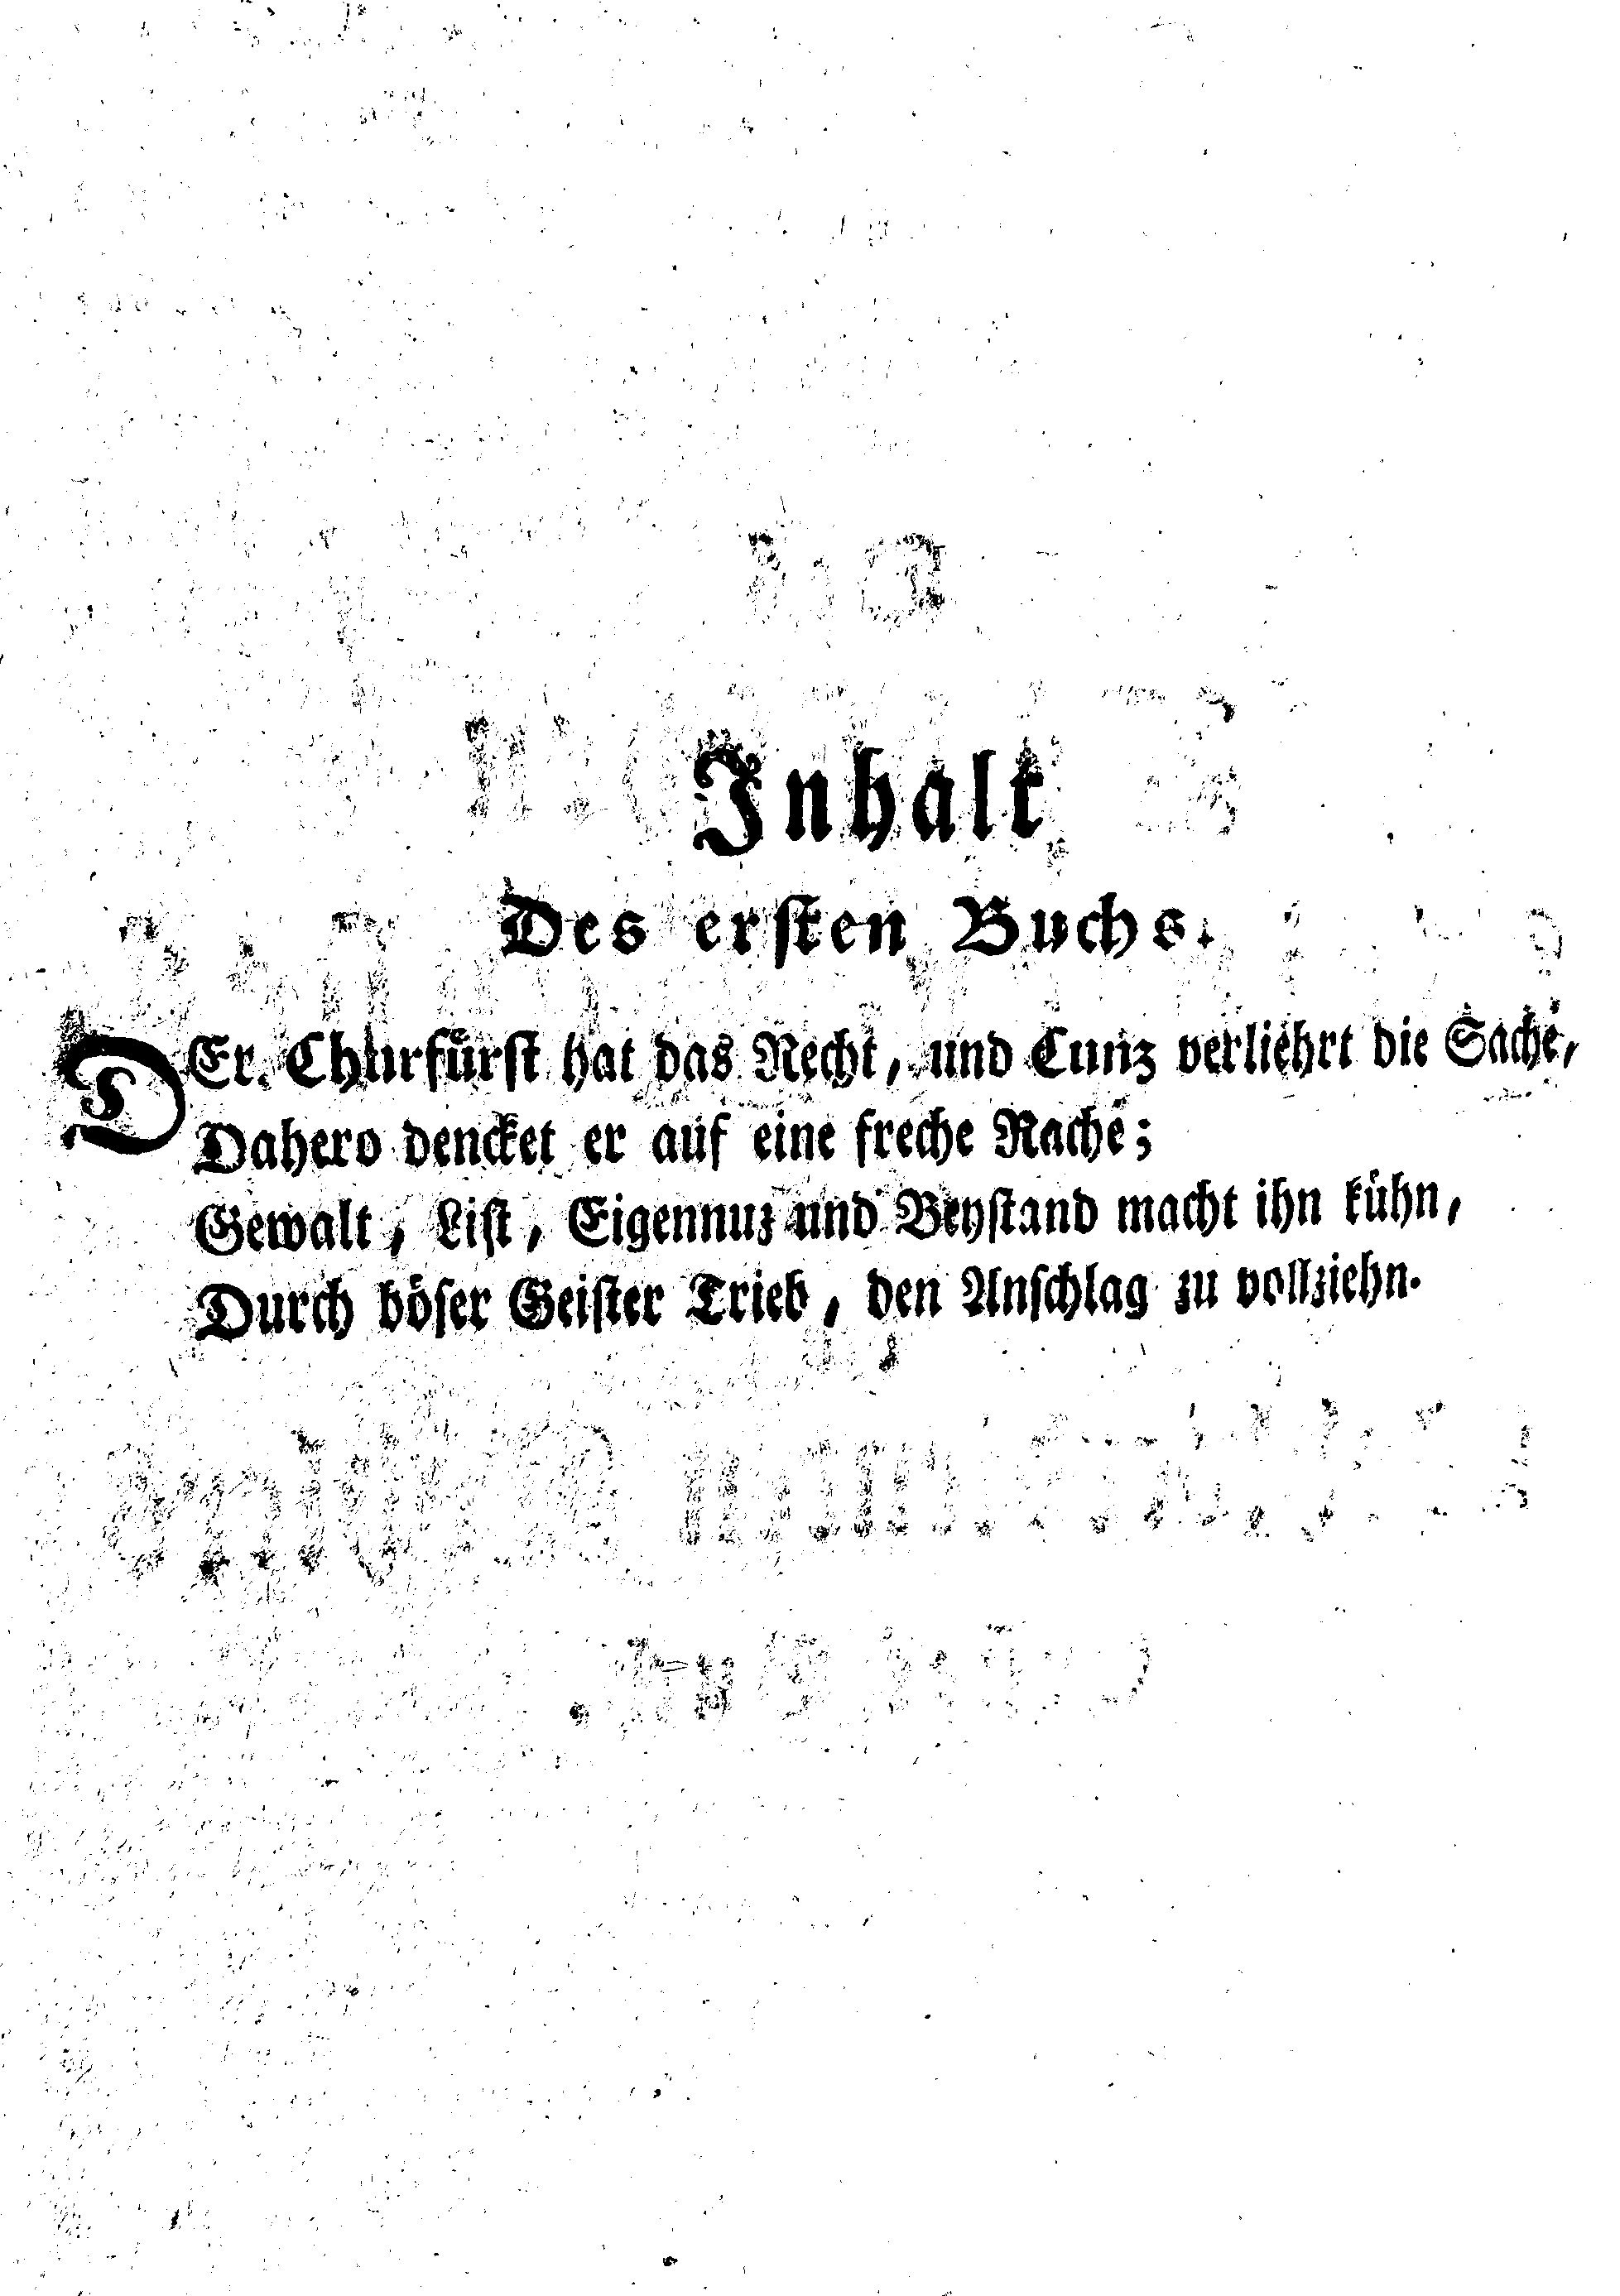 Inhalt
Des ersten Buchs.
DEr Churfürst hat das Recht, und Cunz verliehrt die Sache,
Dahero dencket er auf eine freche Rache;
Gewalt, List, Eigennuz und Beystand macht ihn kühn,
Durch böser Geister Trieb, den Anschlag zu vollziehn.